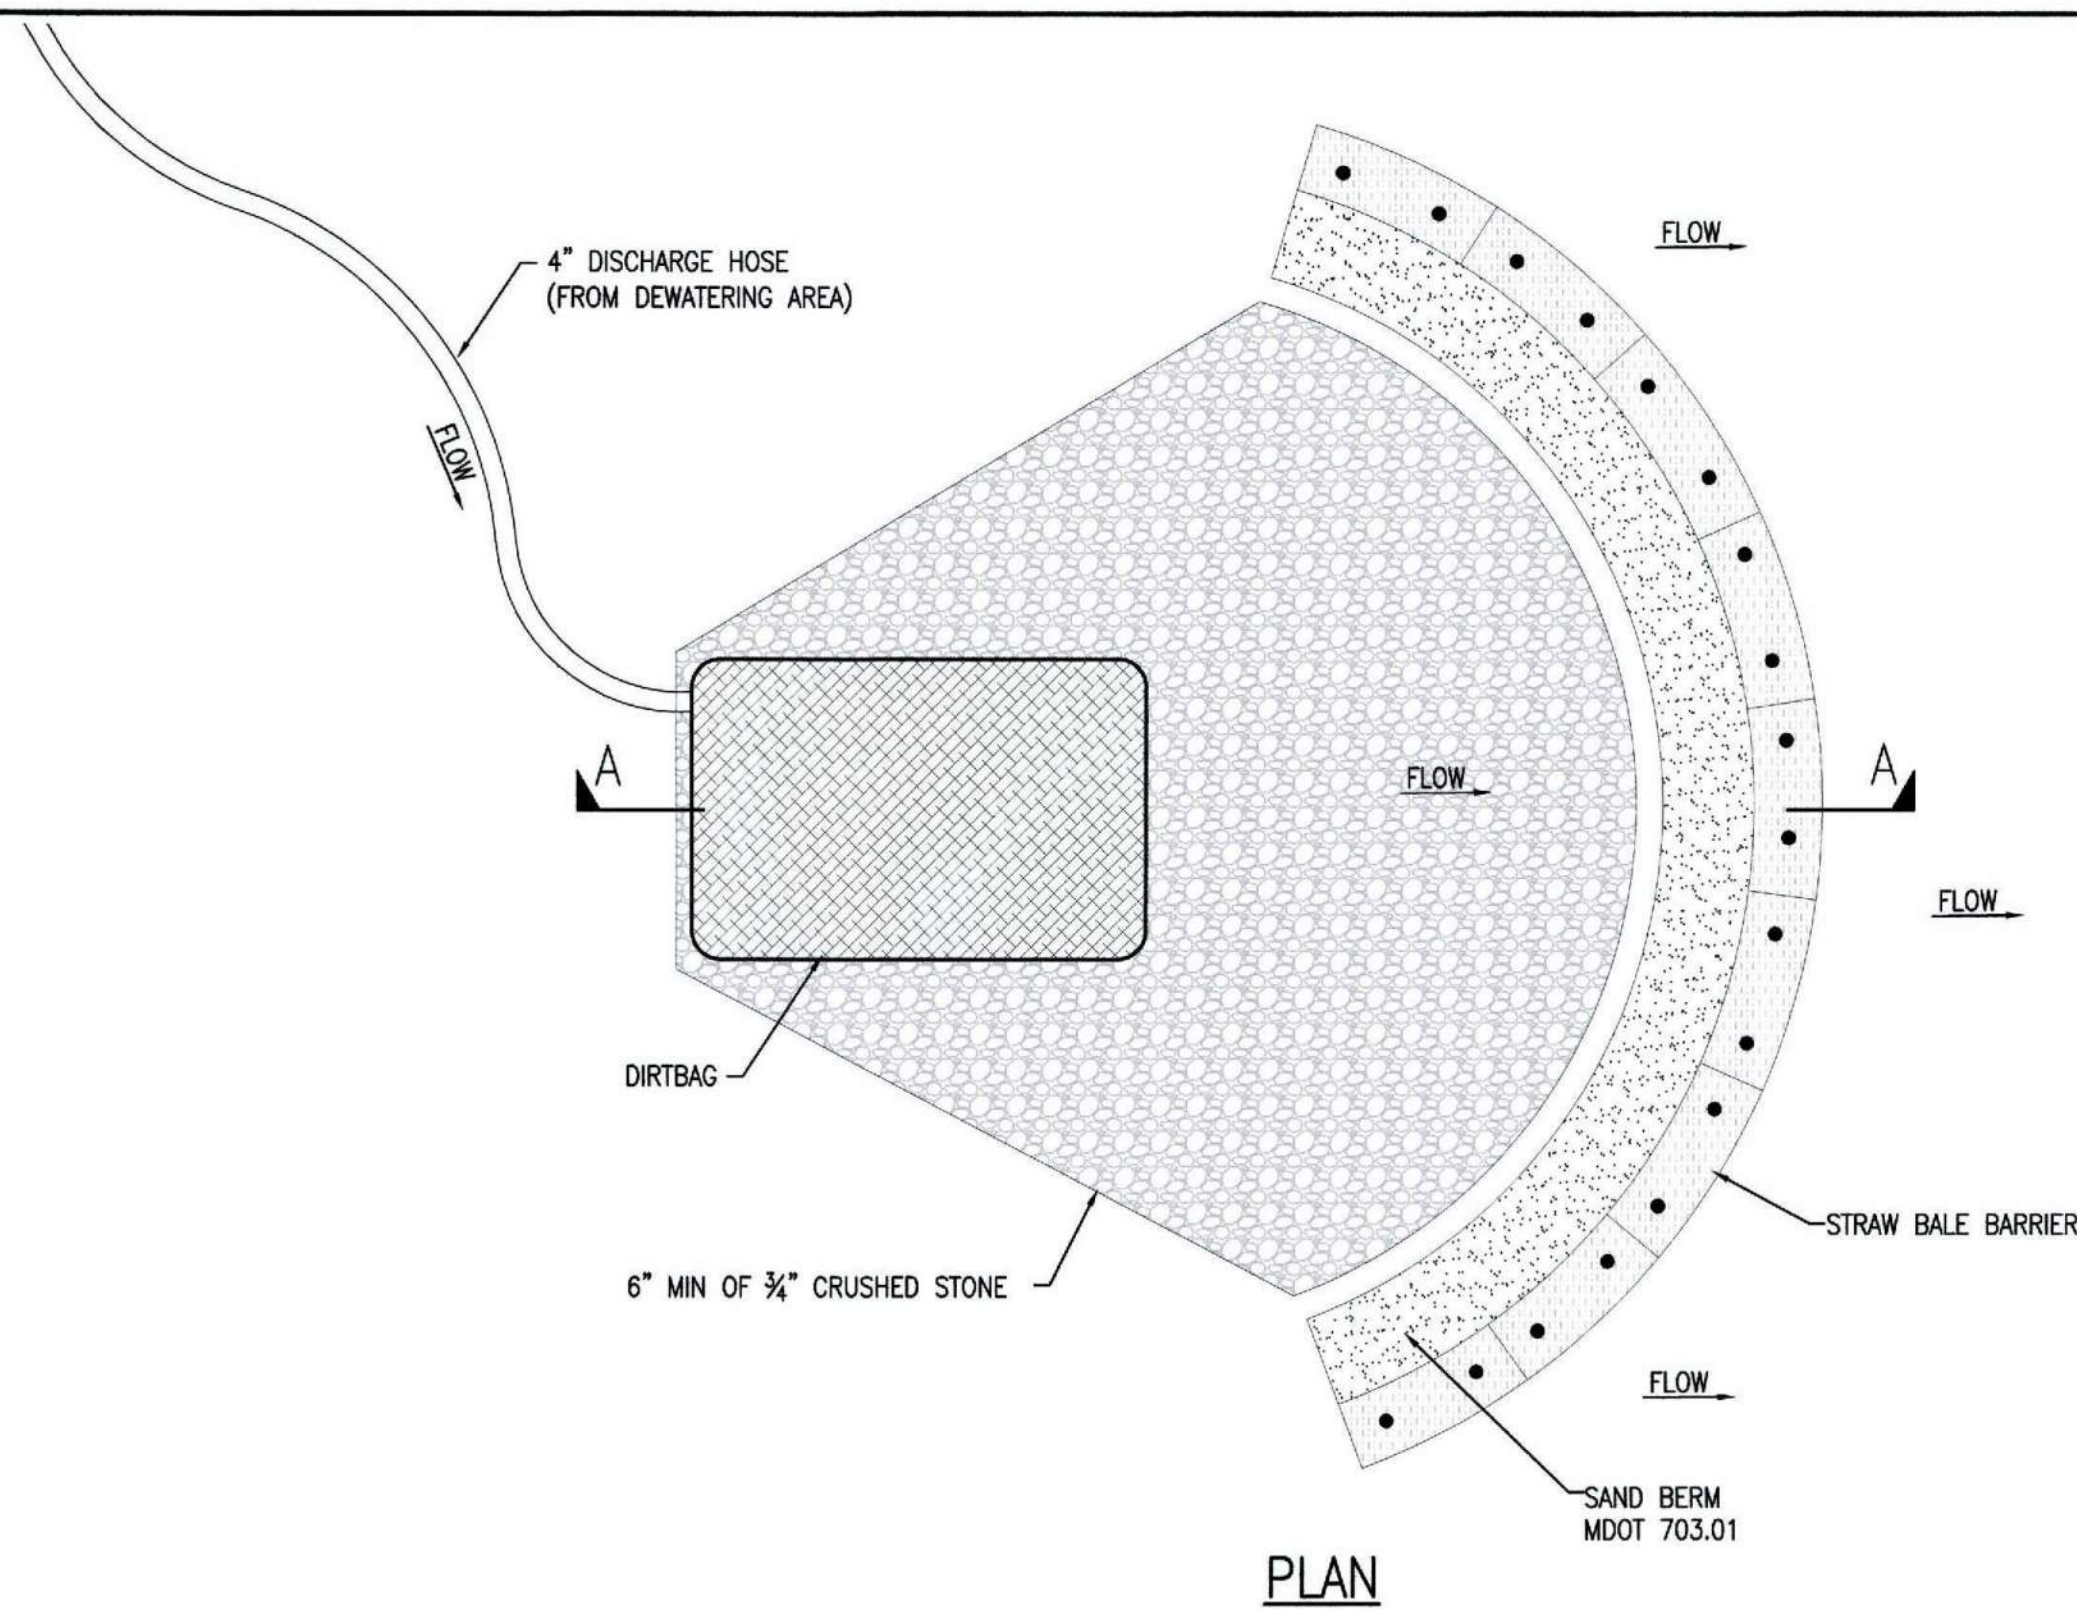 FLOW
4" DISCHARGE HOSE
(FROM DEWATERING AREA)
FLOW
A
FLOW
A
FLOW
DIRTBAG
STRAW BALE BARRIER
6" MIN OF ¾" CRUSHED STONE
FLOW
SAND BERM
MDOT 703.01
PLAN